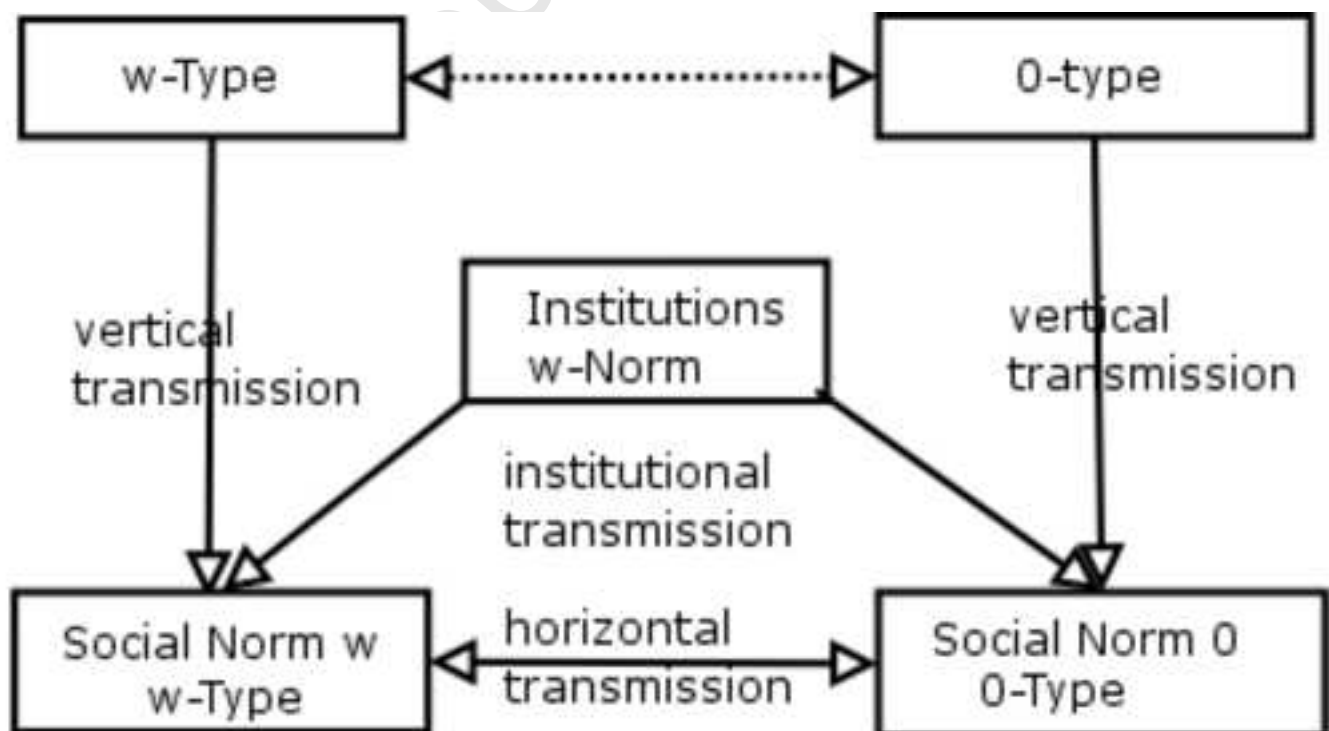 w-Type
0-type
vertical
transmission
Institutions
w-Norm
vertical
transmission
institutional
transmission
Social Norm w
w-Type
horizontal
transmission
Social Norm 0
0-Type